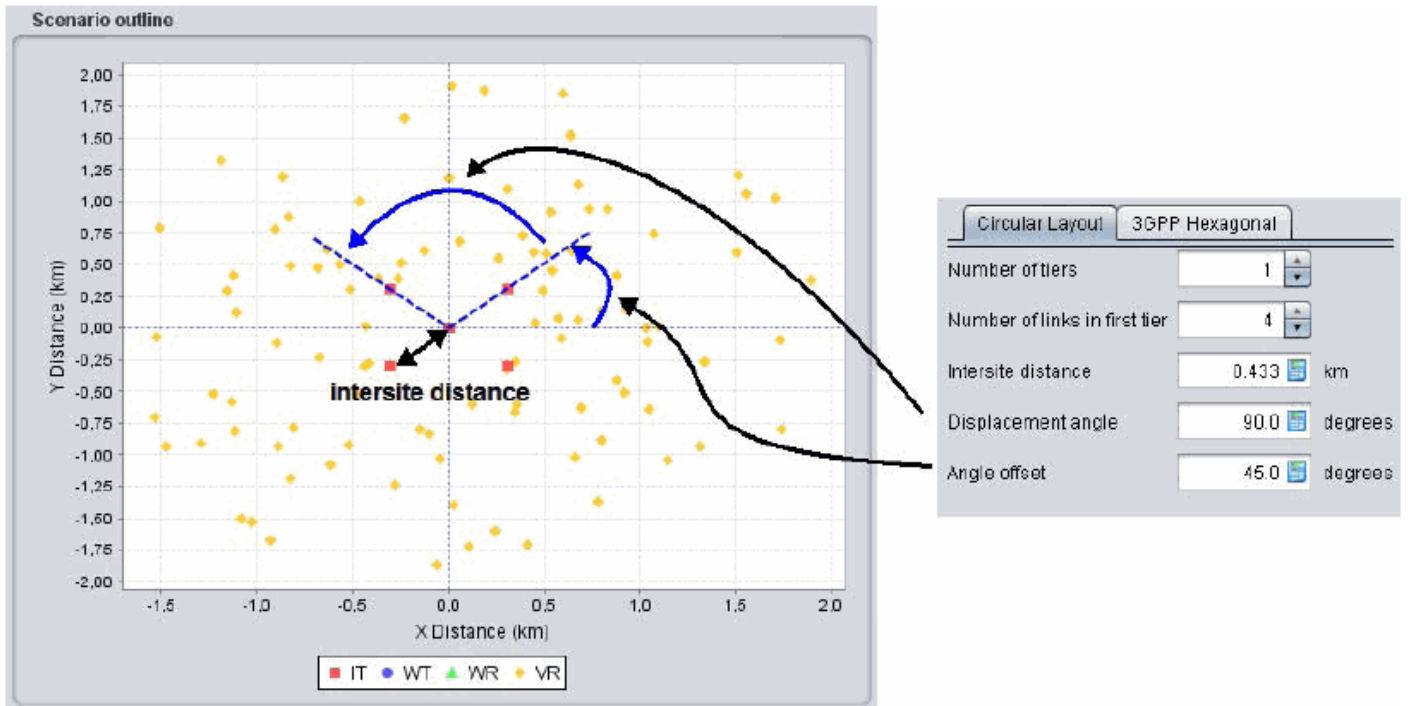 Scenario outline
2,00
1,75
1,50
1,25
1,00
0,75
0,50
0,25
0,00
-0,25
-0,50
-0,75
-1,00
-1,25
-1,50
-1,75
-2,00
Y Distance (km)
intersite distance
-1,5 -1,0 -0,5 0,0 0,5 1,0 1,5 2,0
X Distance (km)
IT WT WR VR
Circular Layout 3GPP Hexagonal
Number of tiers 1
Number of links in first tier 4
Intersite distance 0.433 km
Displacement angle 90.0 degrees
Angle offset 45.0 degrees